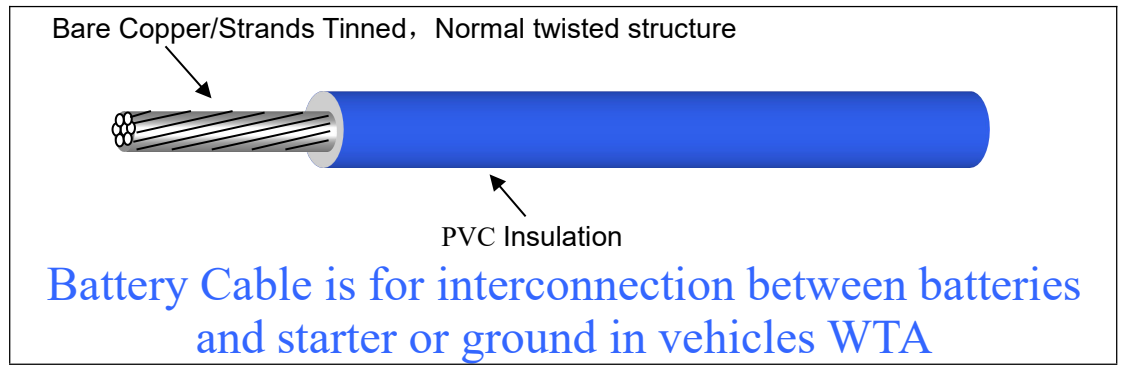 Bare Copper/Strands Tinned，Normal twisted structure
PVC Insulation
Battery Cable is for interconnection between batteries
and starter or ground in vehicles WTA